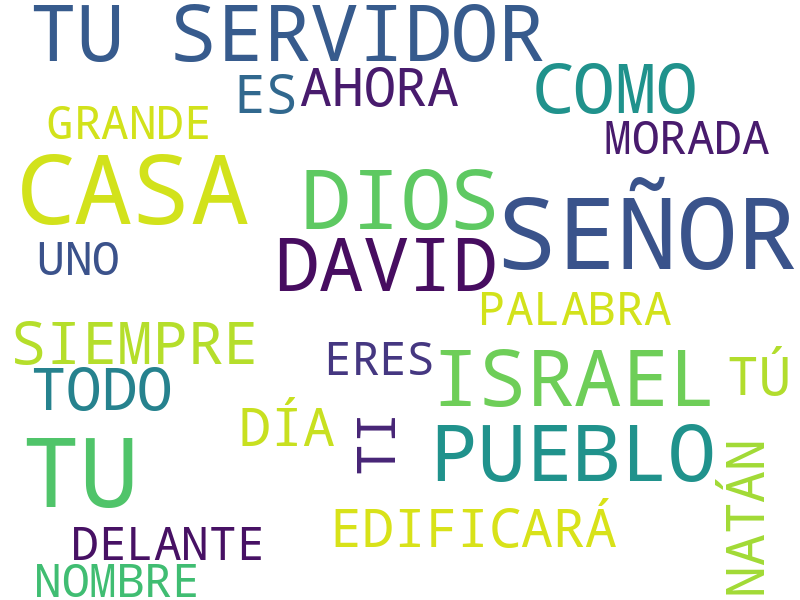 TU SERVIDOR
ES
AHORA
COMO
GRANDE
MORADA
CASA
DIOS
SEÑOR
UNO
DAVID
PALABRA
SIEMPRE
ERES
ISRAEL
TÚ
TODO
DÍA
TI
PUEBLO
TU
NATÁN
EDIFICARÁ
DELANTE
NOMBRE